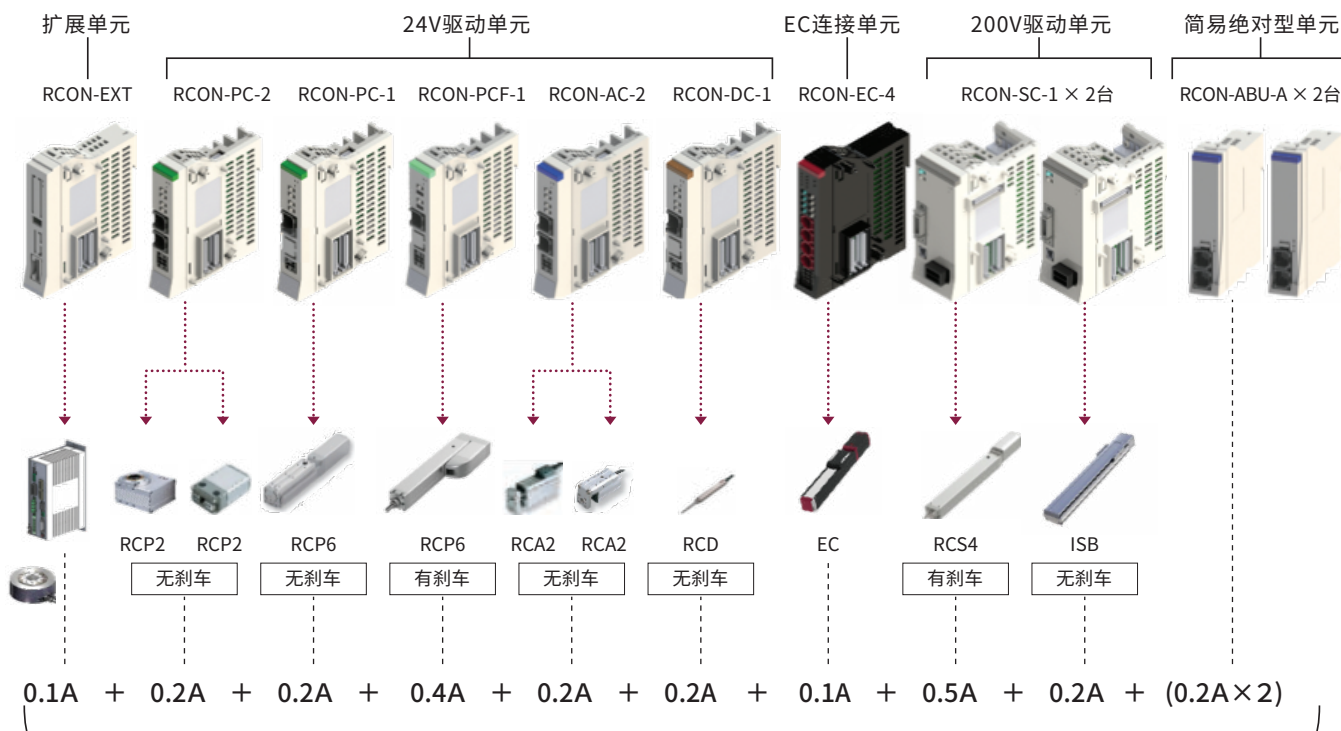 扩展单元 24V驱动单元 EC连接单元 200V驱动单元 简易绝对型单元
RCON-EXT RCON-PC-2 RCON-PC-1 RCON-PCF-1 RCON-AC-2 RCON-DC-1 RCON-EC-4 RCON-SC-1 × 2台 RCON-ABU-A × 2台
RCP2 RCP2 RCP6 RCP6 RCA2 RCA2 RCD EC RCS4 ISB
无刹车 无刹车 有刹车 无刹车 无刹车 有刹车 无刹车
0.1A + 0.2A + 0.2A + 0.4A + 0.2A + 0.2A + 0.1A + 0.5A + 0.2A + (0.2A×2)